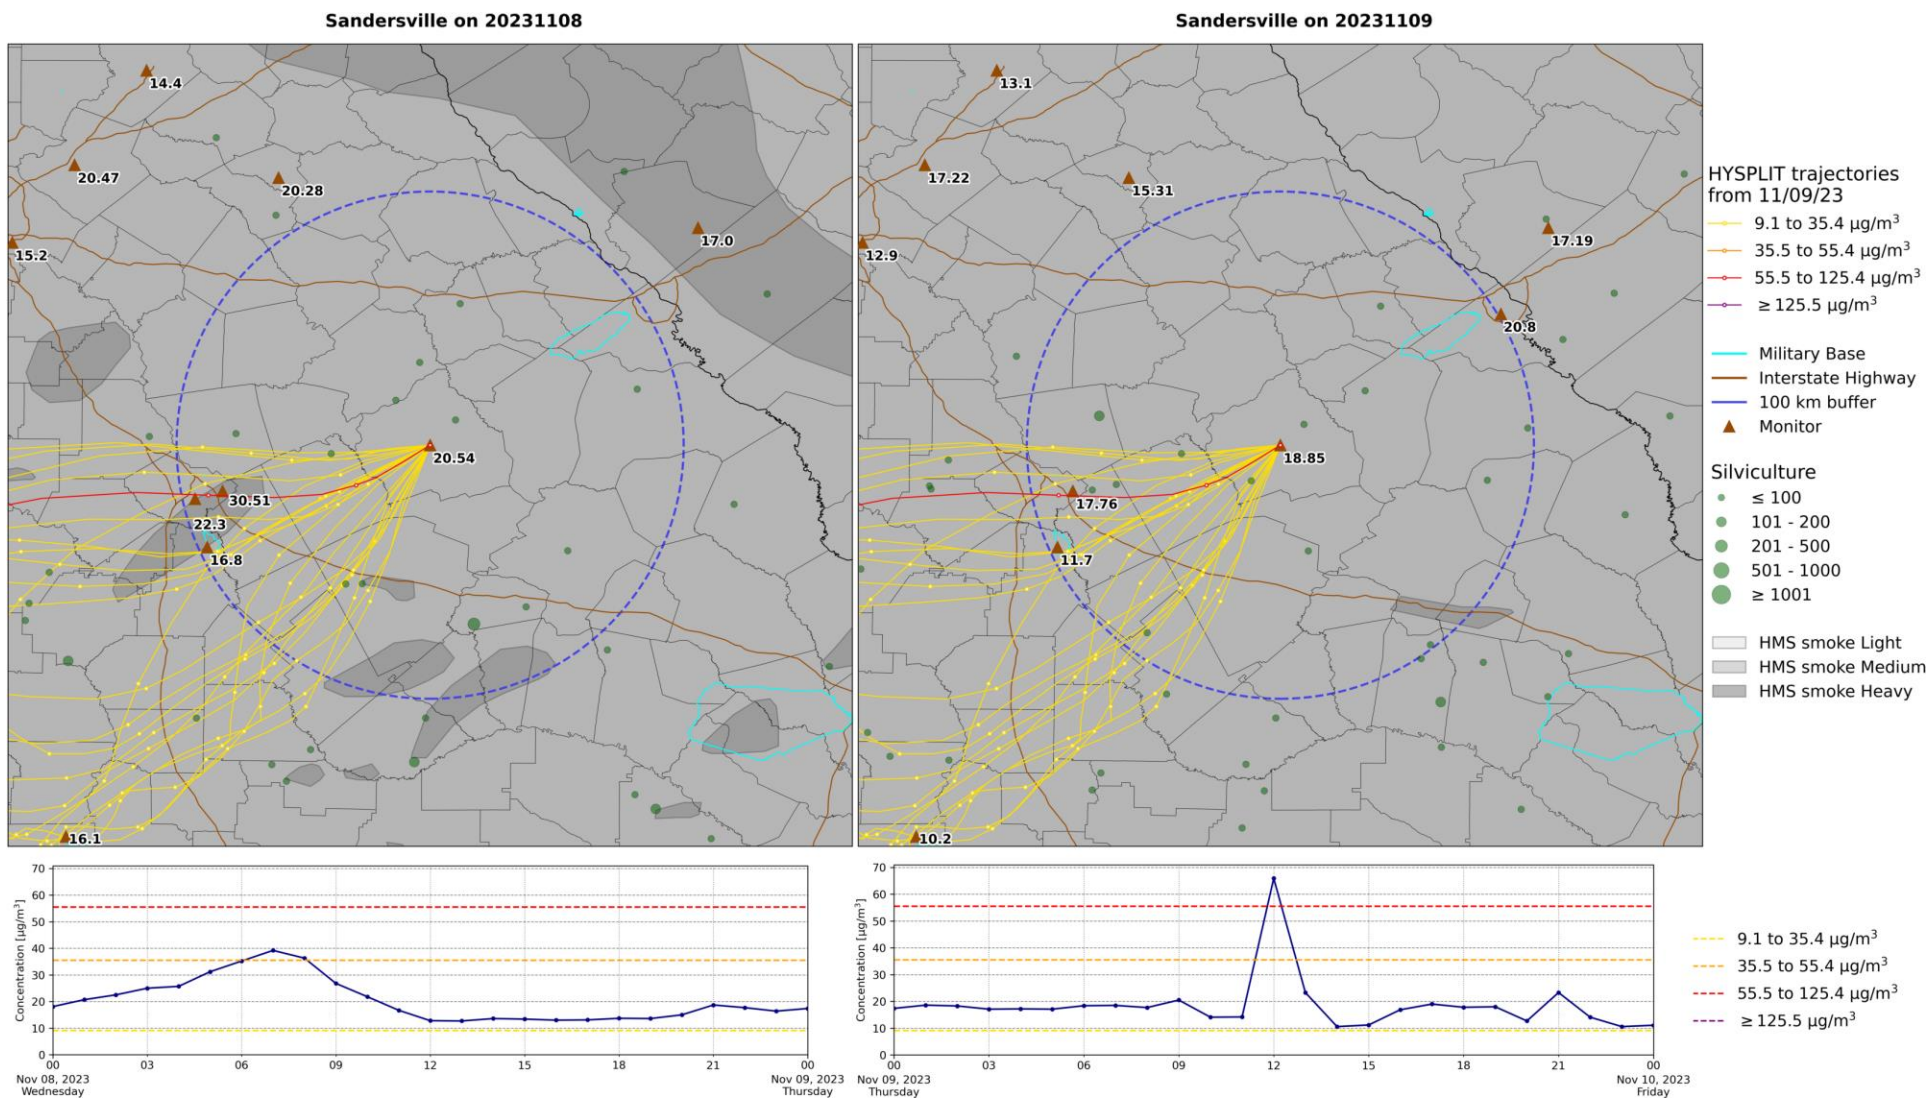 Sandersville on 20231108
14.4
20.47
20.28
15.2
17.0
20.54
30.51
22.3
16.8
16.1
Sandersville on 20231109
13.1
17.22
15.31
12.9
17.19
20.8
18.85
17.76
11.7
10.2
HYSPLIT trajectories
from 11/09/23
9.1 to 35.4 μg/m³
35.5 to 55.4 μg/m³
55.5 to 125.4 μg/m³
≥ 125.5 μg/m³
Military Base
Interstate Highway
100 km buffer
Monitor
Silviculture
≤ 100
101 - 200
201 - 500
501 - 1000
≥ 1001
HMS smoke Light
HMS smoke Medium
HMS smoke Heavy
Concentration [μg/m³]
70
60
50
40
30
20
10
0
00 03 06 09 12 15 18 21 00
Nov 08, 2023
Wednesday
Nov 09, 2023
Thursday
Concentration [μg/m³]
70
60
50
40
30
20
10
0
00 03 06 09 12 15 18 21 00
Nov 09, 2023
Thursday
Nov 10, 2023
Friday
9.1 to 35.4 μg/m³
35.5 to 55.4 μg/m³
55.5 to 125.4 μg/m³
≥ 125.5 μg/m³